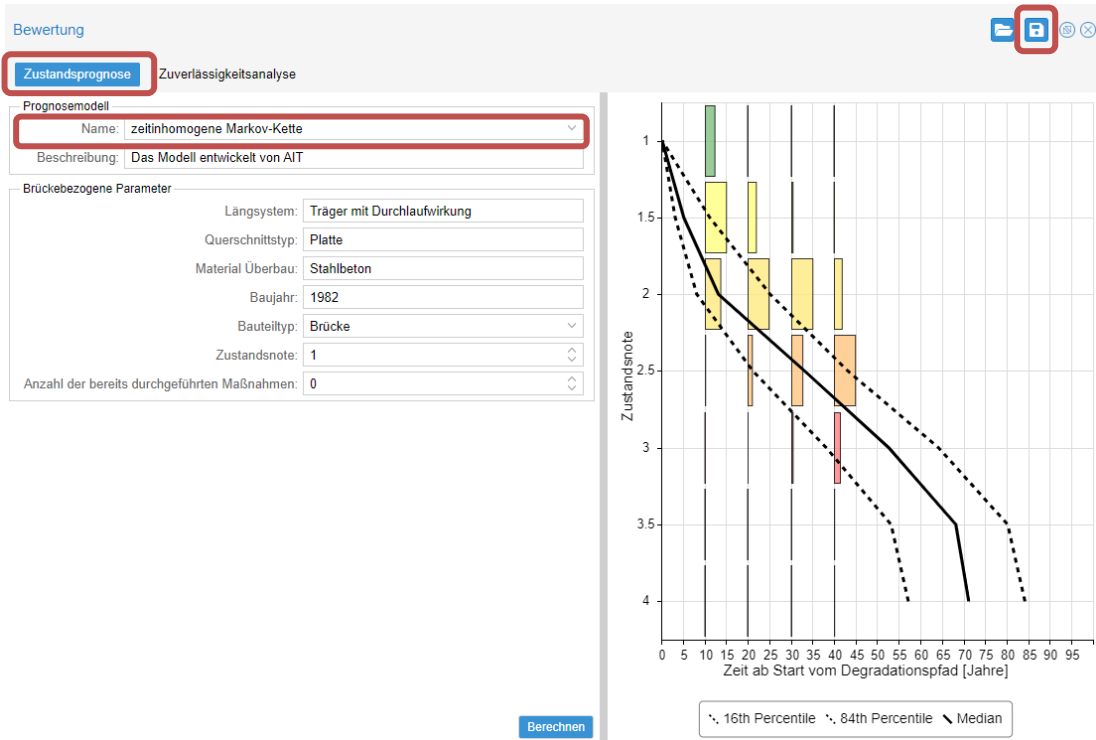 Bewertung
Zustandsprognose Zuverlässigkeitsanalyse
Prognosemodell
Name: zeitinhomogene Markov-Kette
Beschreibung: Das Modell entwickelt von AIT
Brückebezogene Parameter
Längsystem: Träger mit Durchlaufwirkung
Querschnittstyp: Platte
Material Überbau: Stahlbeton
Baujahr: 1982
Bauteiltyp: Brücke
Zustandsnote: 1
Anzahl der bereits durchgeführten Maßnahmen: 0
Berechnen
Zustandsnote
1
1.5
2
2.5
3
3.5
4
0 5 10 15 20 25 30 35 40 45 50 55 60 65 70 75 80 85 90 95
Zeit ab Start vom Degradationspfad [Jahre]
16th Percentile 84th Percentile Median